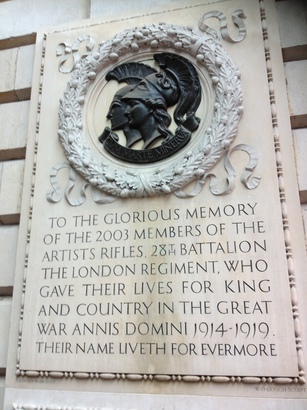 MARTE MINERVA
TO THE GLORIOUS MEMORY
OF THE 2003 MEMBERS OF THE
ARTISTS RIFLES, 28TH BATTALION
THE LONDON REGIMENT, WHO
GAVE THEIR LIVES FOR KING
AND COUNTRY IN THE GREAT
WAR ANNIS DOMINI 1914-1919.
THEIR NAME LIVETH FOR EVERMORE